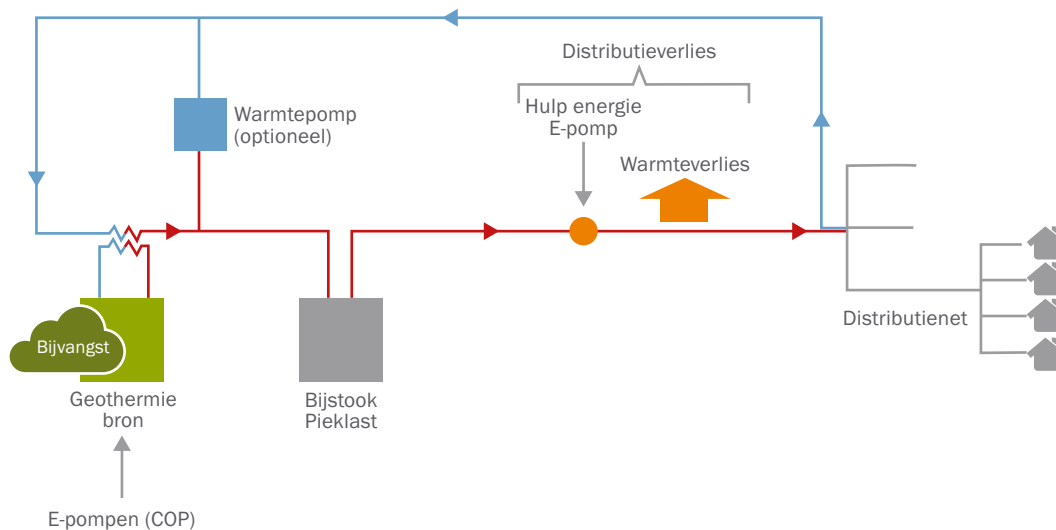 Distributieverlies
Warmtepomp
(optioneel)
Hulp energie
E-pomp
Warmteverlies
Distributienet
Bijvangst
Geothermie
bron
Bijstook
Pieklast
E-pompen (COP)